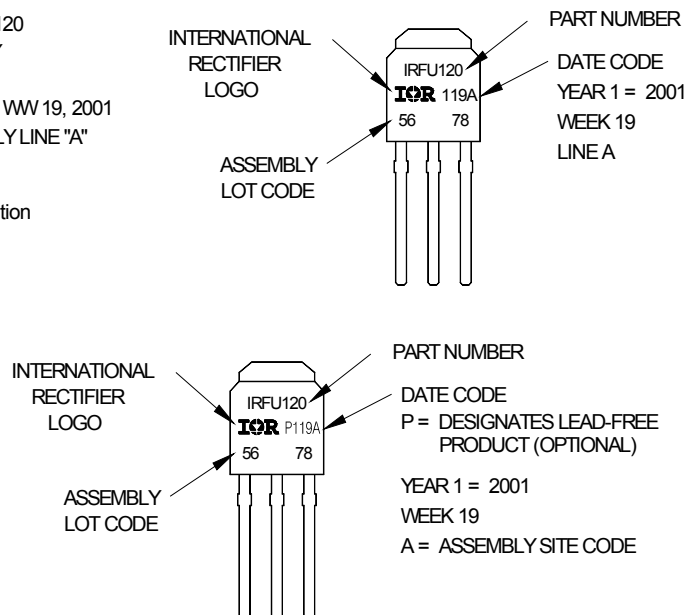 120
WW 19, 2001
LY LINE "A"
tion
INTERNATIONAL
RECTIFIER
LOGO
ASSEMBLY
LOT CODE
IRFU120
IOR 119A
56 78
PART NUMBER
DATE CODE
YEAR 1 = 2001
WEEK 19
LINE A
INTERNATIONAL
RECTIFIER
LOGO
ASSEMBLY
LOT CODE
IRFU120
IOR P119A
56 78
PART NUMBER
DATE CODE
P = DESIGNATES LEAD-FREE
PRODUCT (OPTIONAL)
YEAR 1 = 2001
WEEK 19
A = ASSEMBLY SITE CODE